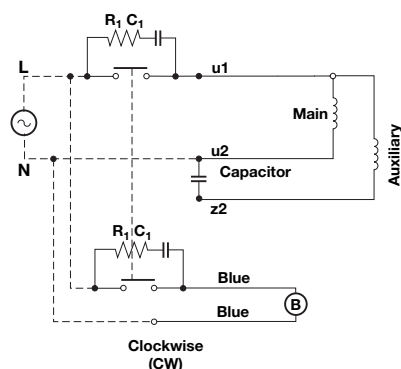 R1 C1
L
u1
Main
N
u2
Capacitor
Auxiliary
z2
R1 C1
Blue
B
Blue
Clockwise
(CW)